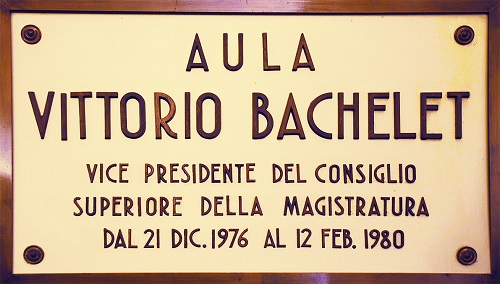 AULA
VITTORIO BACHELET
VICE PRESIDENTE DEL CONSIGLIO
SUPERIORE DELLA MAGISTRATURA
DAL 21 DIC. 1976 AL 12 FEB. 1980